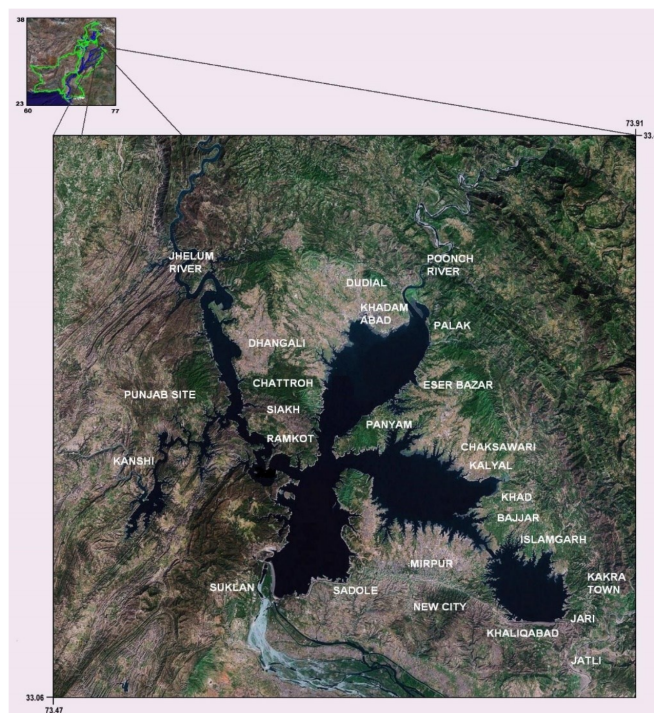 38
23
60
77
73.91
33.
JHELUM
RIVER
POONCH
RIVER
DUDIAL
KHADAM
ABAD
PALAK
DHANGALI
CHATTROH
ESER BAZAR
PUNJAB SITE
SIAKH
PANYAM
RAMKOT
CHAKSAWARI
KANSHI
KALYAL
KHAD
BAJJAR
ISLAMGARH
MIRPUR
KAKRA
TOWN
SUKLAN
SADOLE
NEW CITY
JARI
KHALIQABAD
JATLI
33.06
73.47